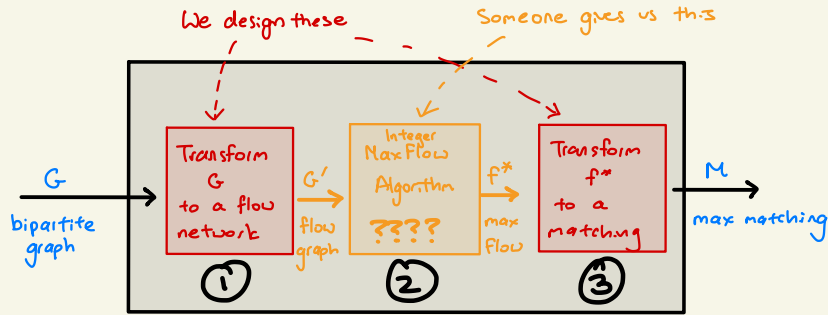 We design these
Someone gives us this
G
bipartite
graph
Transform
G
to a flow
network
G'
flow
graph
Integer
Max Flow
Algorithm
????
f*
max
flow
Transform
f*
to a
matching
M
max matching
1
2
3